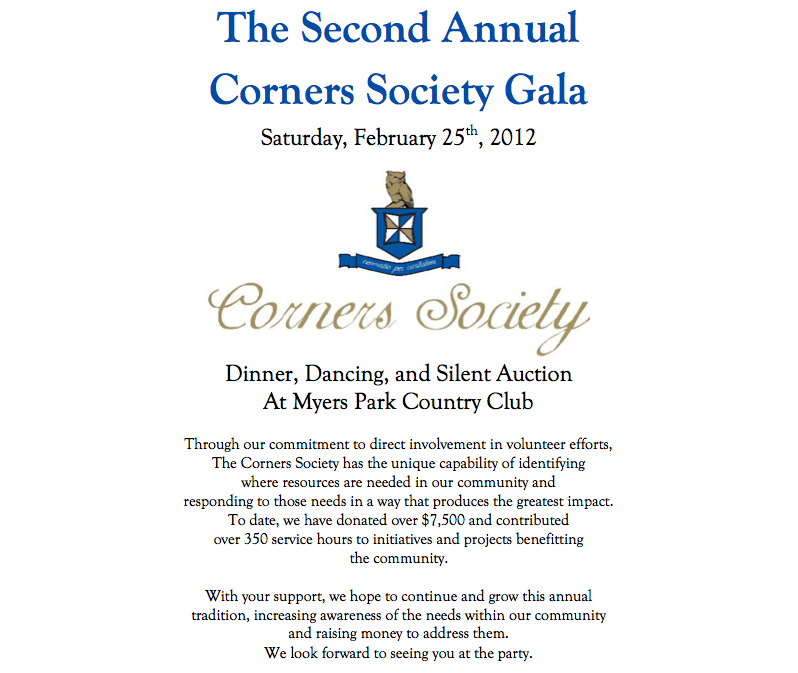 The Second Annual
Corners Society Gala
Saturday, February 25th, 2012
Corners Society
Dinner, Dancing, and Silent Auction
At Myers Park Country Club
Through our commitment to direct involvement in volunteer efforts,
The Corners Society has the unique capability of identifying
where resources are needed in our community and
responding to those needs in a way that produces the greatest impact.
To date, we have donated over $7,500 and contributed
over 350 service hours to initiatives and projects benefitting
the community.
With your support, we hope to continue and grow this annual
tradition, increasing awareness of the needs within our community
and raising money to address them.
We look forward to seeing you at the party.